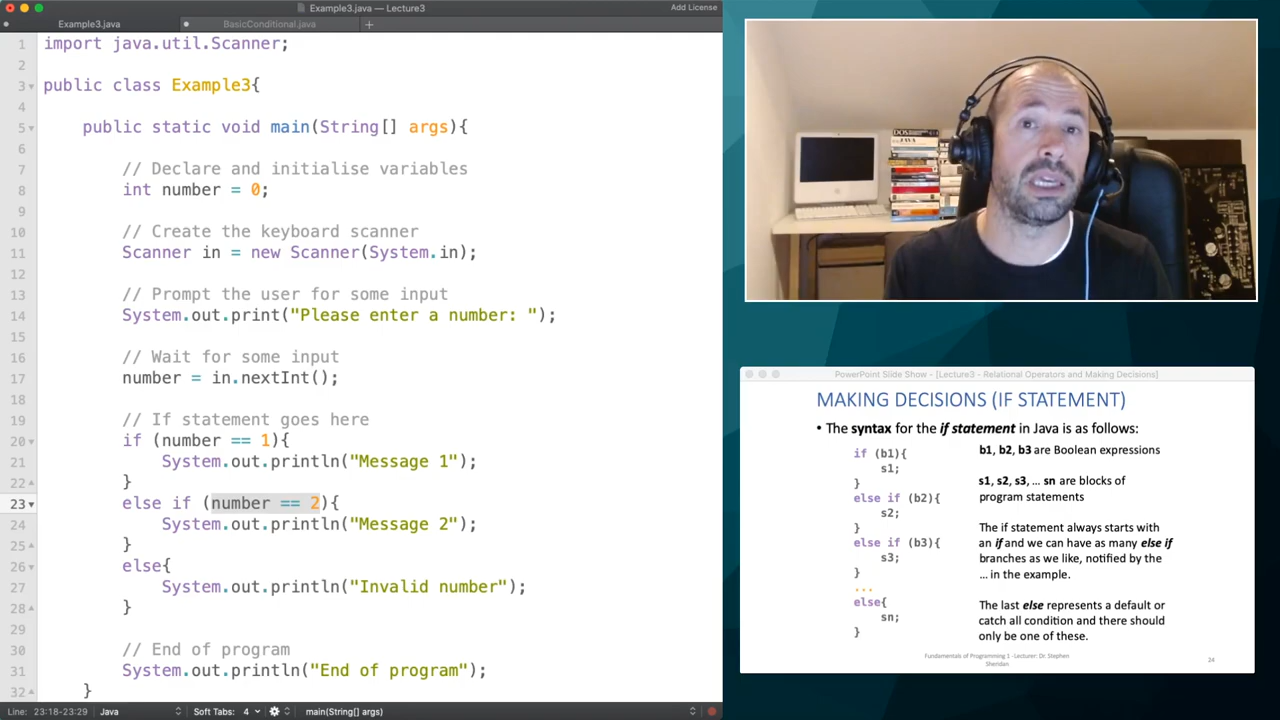 Example3.java — Lecture3
Add License
Example3.java
BasicConditional.java
+
1 import java.util.Scanner;
2
3 public class Example3{
4
5 public static void main(String[] args){
6
7 // Declare and initialise variables
8 int number = 0;
9
10 // Create the keyboard scanner
11 Scanner in = new Scanner(System.in);
12
13 // Prompt the user for some input
14 System.out.print("Please enter a number: ");
15
16 // Wait for some input
17 number = in.nextInt();
18
19 // If statement goes here
20 if (number == 1){
21 System.out.println("Message 1");
22 }
23 else if (number == 2){
24 System.out.println("Message 2");
25 }
26 else{
27 System.out.println("Invalid number");
28 }
29
30 // End of program
31 System.out.println("End of program");
32 }
Line: 23:18-23:29 Java Soft Tabs: 4 main(String[] args)
DOS
JAVA
PowerPoint Slide Show - [Lecture3 - Relational Operators and Making Decisions]
MAKING DECISIONS (IF STATEMENT)
• The syntax for the if statement in Java is as follows:
if (b1){
s1;
}
else if (b2){
s2;
}
else if (b3){
s3;
}
...
else{
sn;
}
b1, b2, b3 are Boolean expressions
s1, s2, s3, … sn are blocks of
program statements
The if statement always starts with
an if and we can have as many else if
branches as we like, notified by the
… in the example.
The last else represents a default or
catch all condition and there should
only be one of these.
Fundamentals of Programming 1 - Lecturer: Dr. Stephen
Sheridan
24